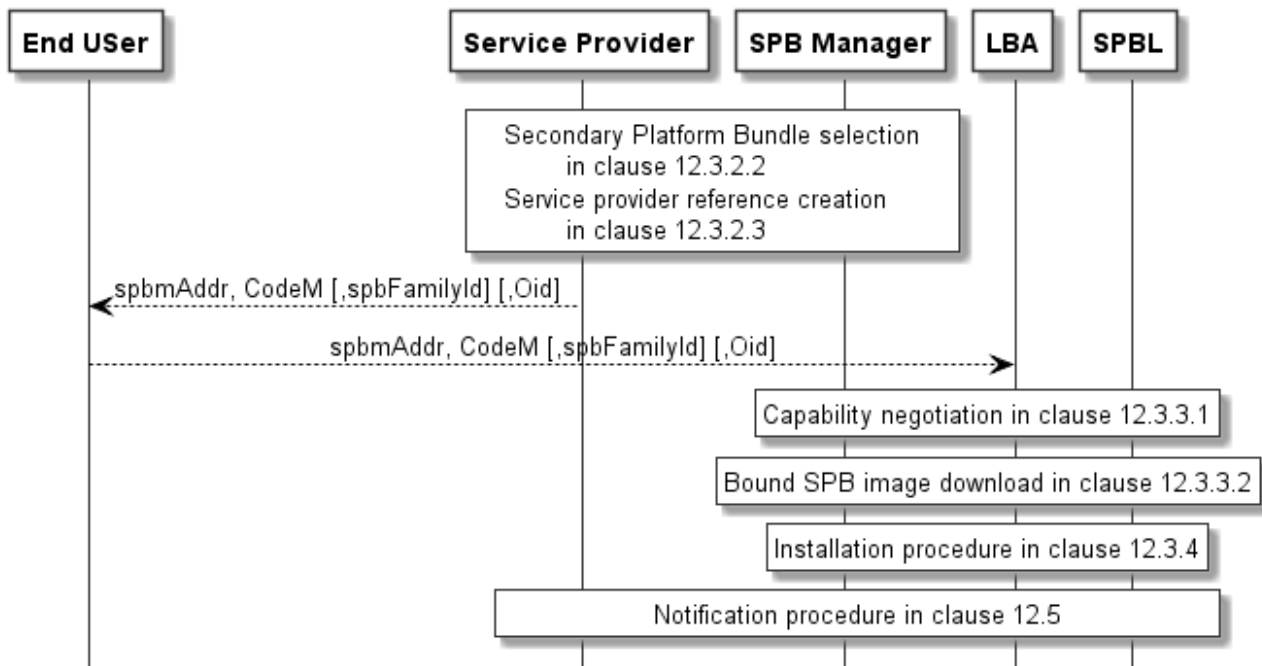 End USer
Service Provider
SPB Manager
LBA
SPBL
Secondary Platform Bundle selection
in clause 12.3.2.2
Service provider reference creation
in clause 12.3.2.3
spbmAddr, CodeM [,spbFamilyId] [,Oid]
spbmAddr, CodeM [,spbFamilyId] [,Oid]
Capability negotiation in clause 12.3.3.1
Bound SPB image download in clause 12.3.3.2
Installation procedure in clause 12.3.4
Notification procedure in clause 12.5